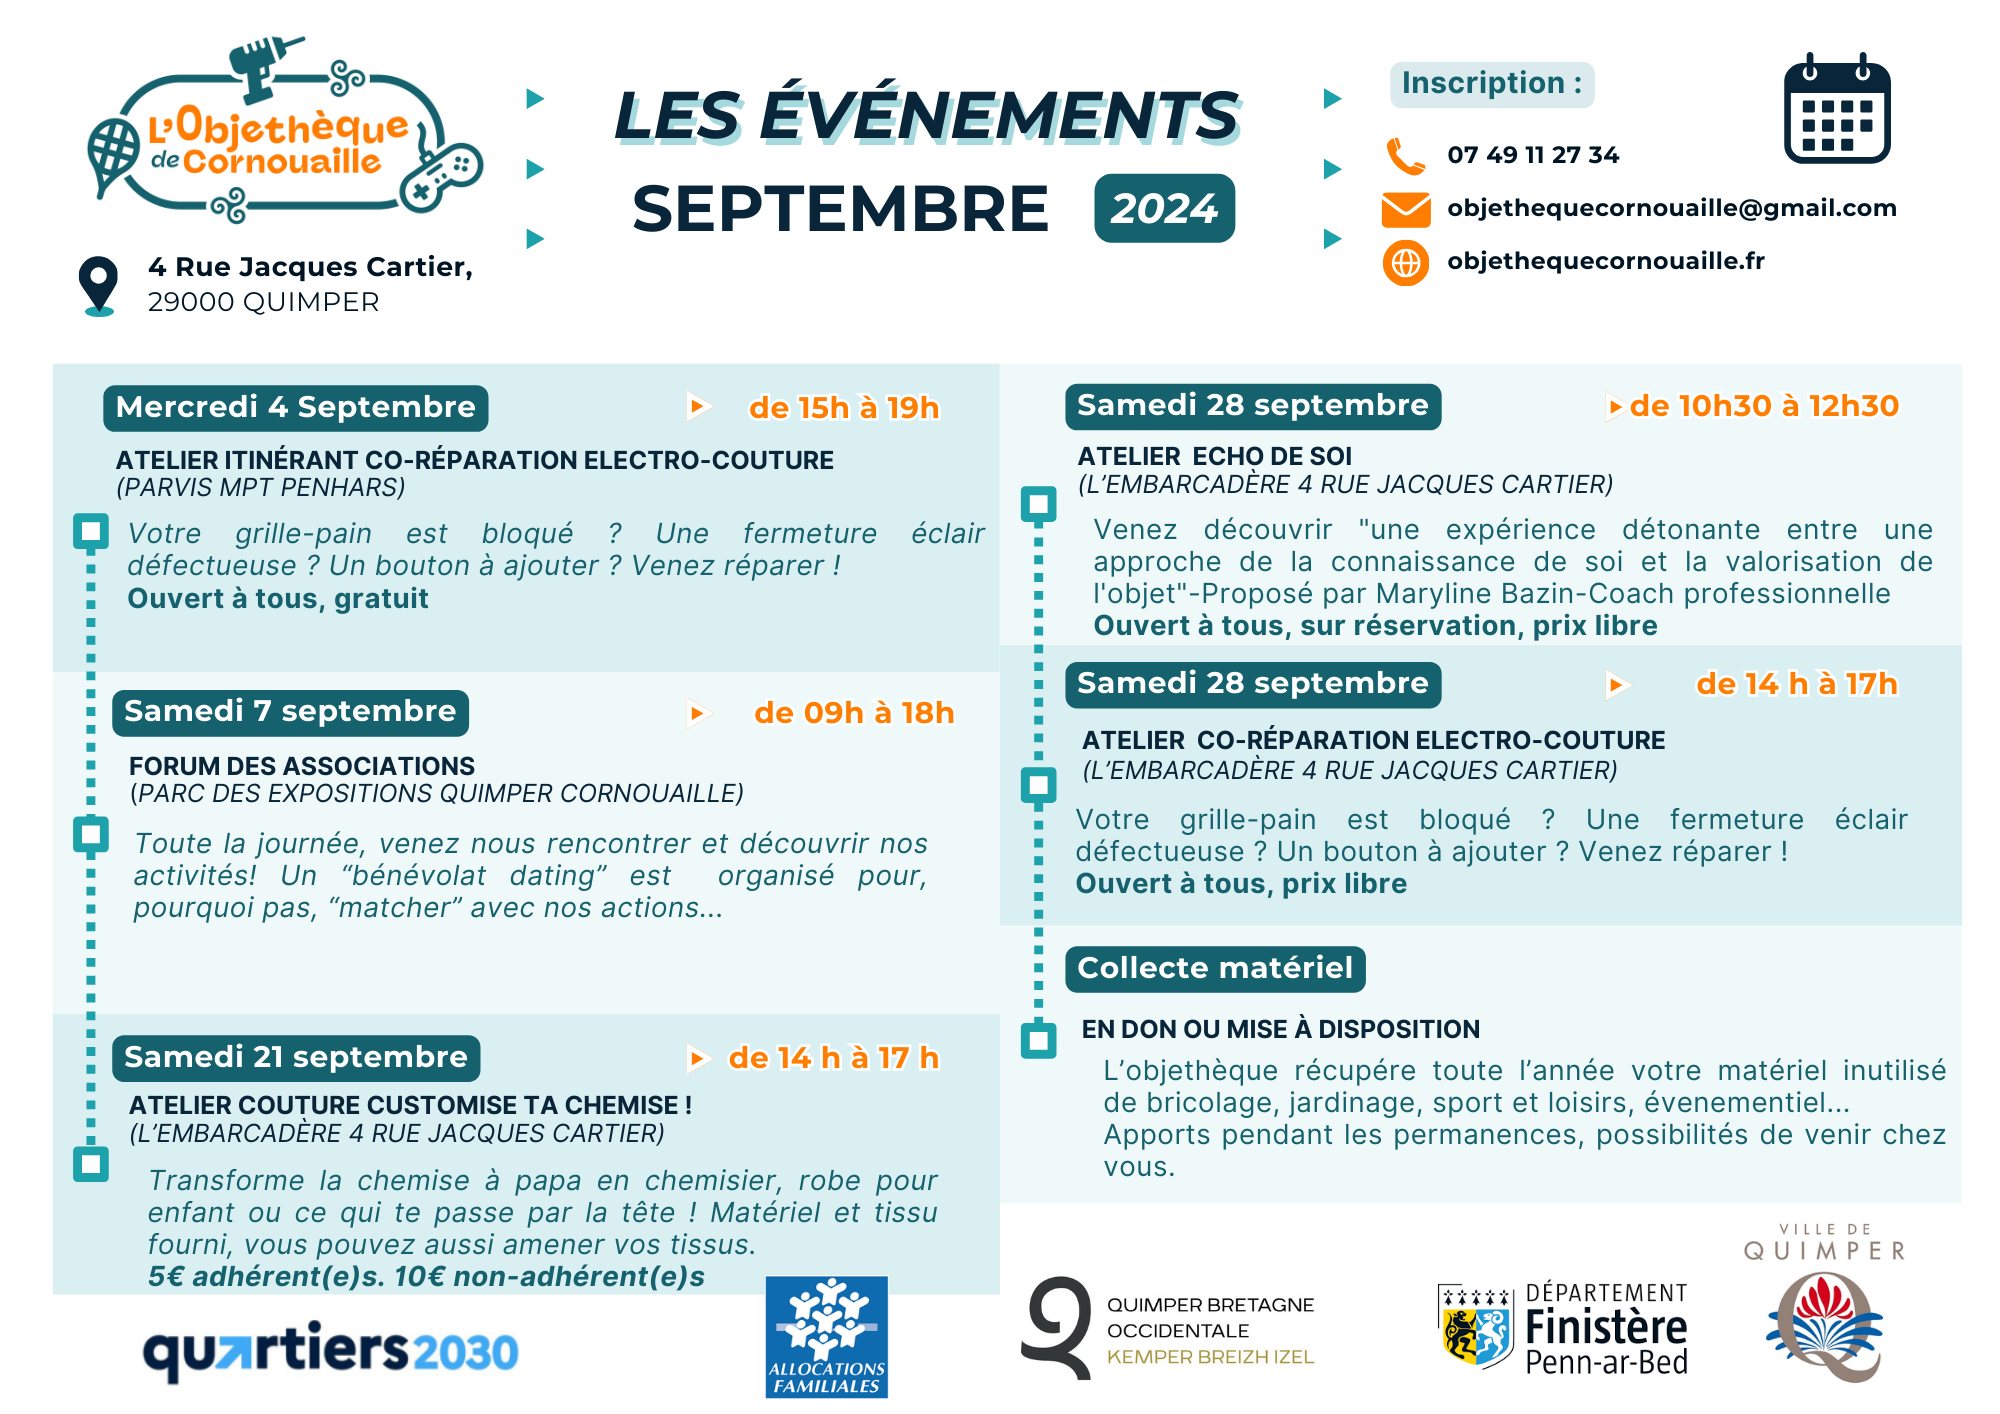 L'Objethèque
de Cornouaille
4 Rue Jacques Cartier,
29000 QUIMPER
LES ÉVÉNEMENTS
SEPTEMBRE 2024
Inscription :
07 49 11 27 34
objethequecornouaille@gmail.com
objethequecornouaille.fr
Mercredi 4 Septembre
de 15h à 19h
ATELIER ITINÉRANT CO-RÉPARATION ELECTRO-COUTURE
(PARVIS MPT PENHARS)
Votre grille-pain est bloqué ? Une fermeture éclair
défectueuse ? Un bouton à ajouter ? Venez réparer !
Ouvert à tous, gratuit
Samedi 7 septembre
de 09h à 18h
FORUM DES ASSOCIATIONS
(PARC DES EXPOSITIONS QUIMPER CORNOUAILLE)
Toute la journée, venez nous rencontrer et découvrir nos
activités! Un “bénévolat dating” est organisé pour,
pourquoi pas, “matcher” avec nos actions...
Samedi 21 septembre
de 14 h à 17 h
ATELIER COUTURE CUSTOMISE TA CHEMISE !
(L’EMBARCADÈRE 4 RUE JACQUES CARTIER)
Transforme la chemise à papa en chemisier, robe pour
enfant ou ce qui te passe par la tête ! Matériel et tissu
fourni, vous pouvez aussi amener vos tissus.
5€ adhérent(e)s. 10€ non-adhérent(e)s
Samedi 28 septembre
de 10h30 à 12h30
ATELIER ECHO DE SOI
(L’EMBARCADÈRE 4 RUE JACQUES CARTIER)
Venez découvrir "une expérience détonante entre une
approche de la connaissance de soi et la valorisation de
l'objet"-Proposé par Maryline Bazin-Coach professionnelle
Ouvert à tous, sur réservation, prix libre
Samedi 28 septembre
de 14 h à 17h
ATELIER CO-RÉPARATION ELECTRO-COUTURE
(L’EMBARCADÈRE 4 RUE JACQUES CARTIER)
Votre grille-pain est bloqué ? Une fermeture éclair
défectueuse ? Un bouton à ajouter ? Venez réparer !
Ouvert à tous, prix libre
Collecte matériel
EN DON OU MISE À DISPOSITION
L’objethèque récupére toute l’année votre matériel inutilisé
de bricolage, jardinage, sport et loisirs, évenementiel...
Apports pendant les permanences, possibilités de venir chez
vous.
quartiers2030
ALLOCATIONS
FAMILIALES
QUIMPER BRETAGNE
OCCIDENTALE
KEMPER BREIZH IZEL
DÉPARTEMENT
Finistère
Penn-ar-Bed
VILLE DE
QUIMPER